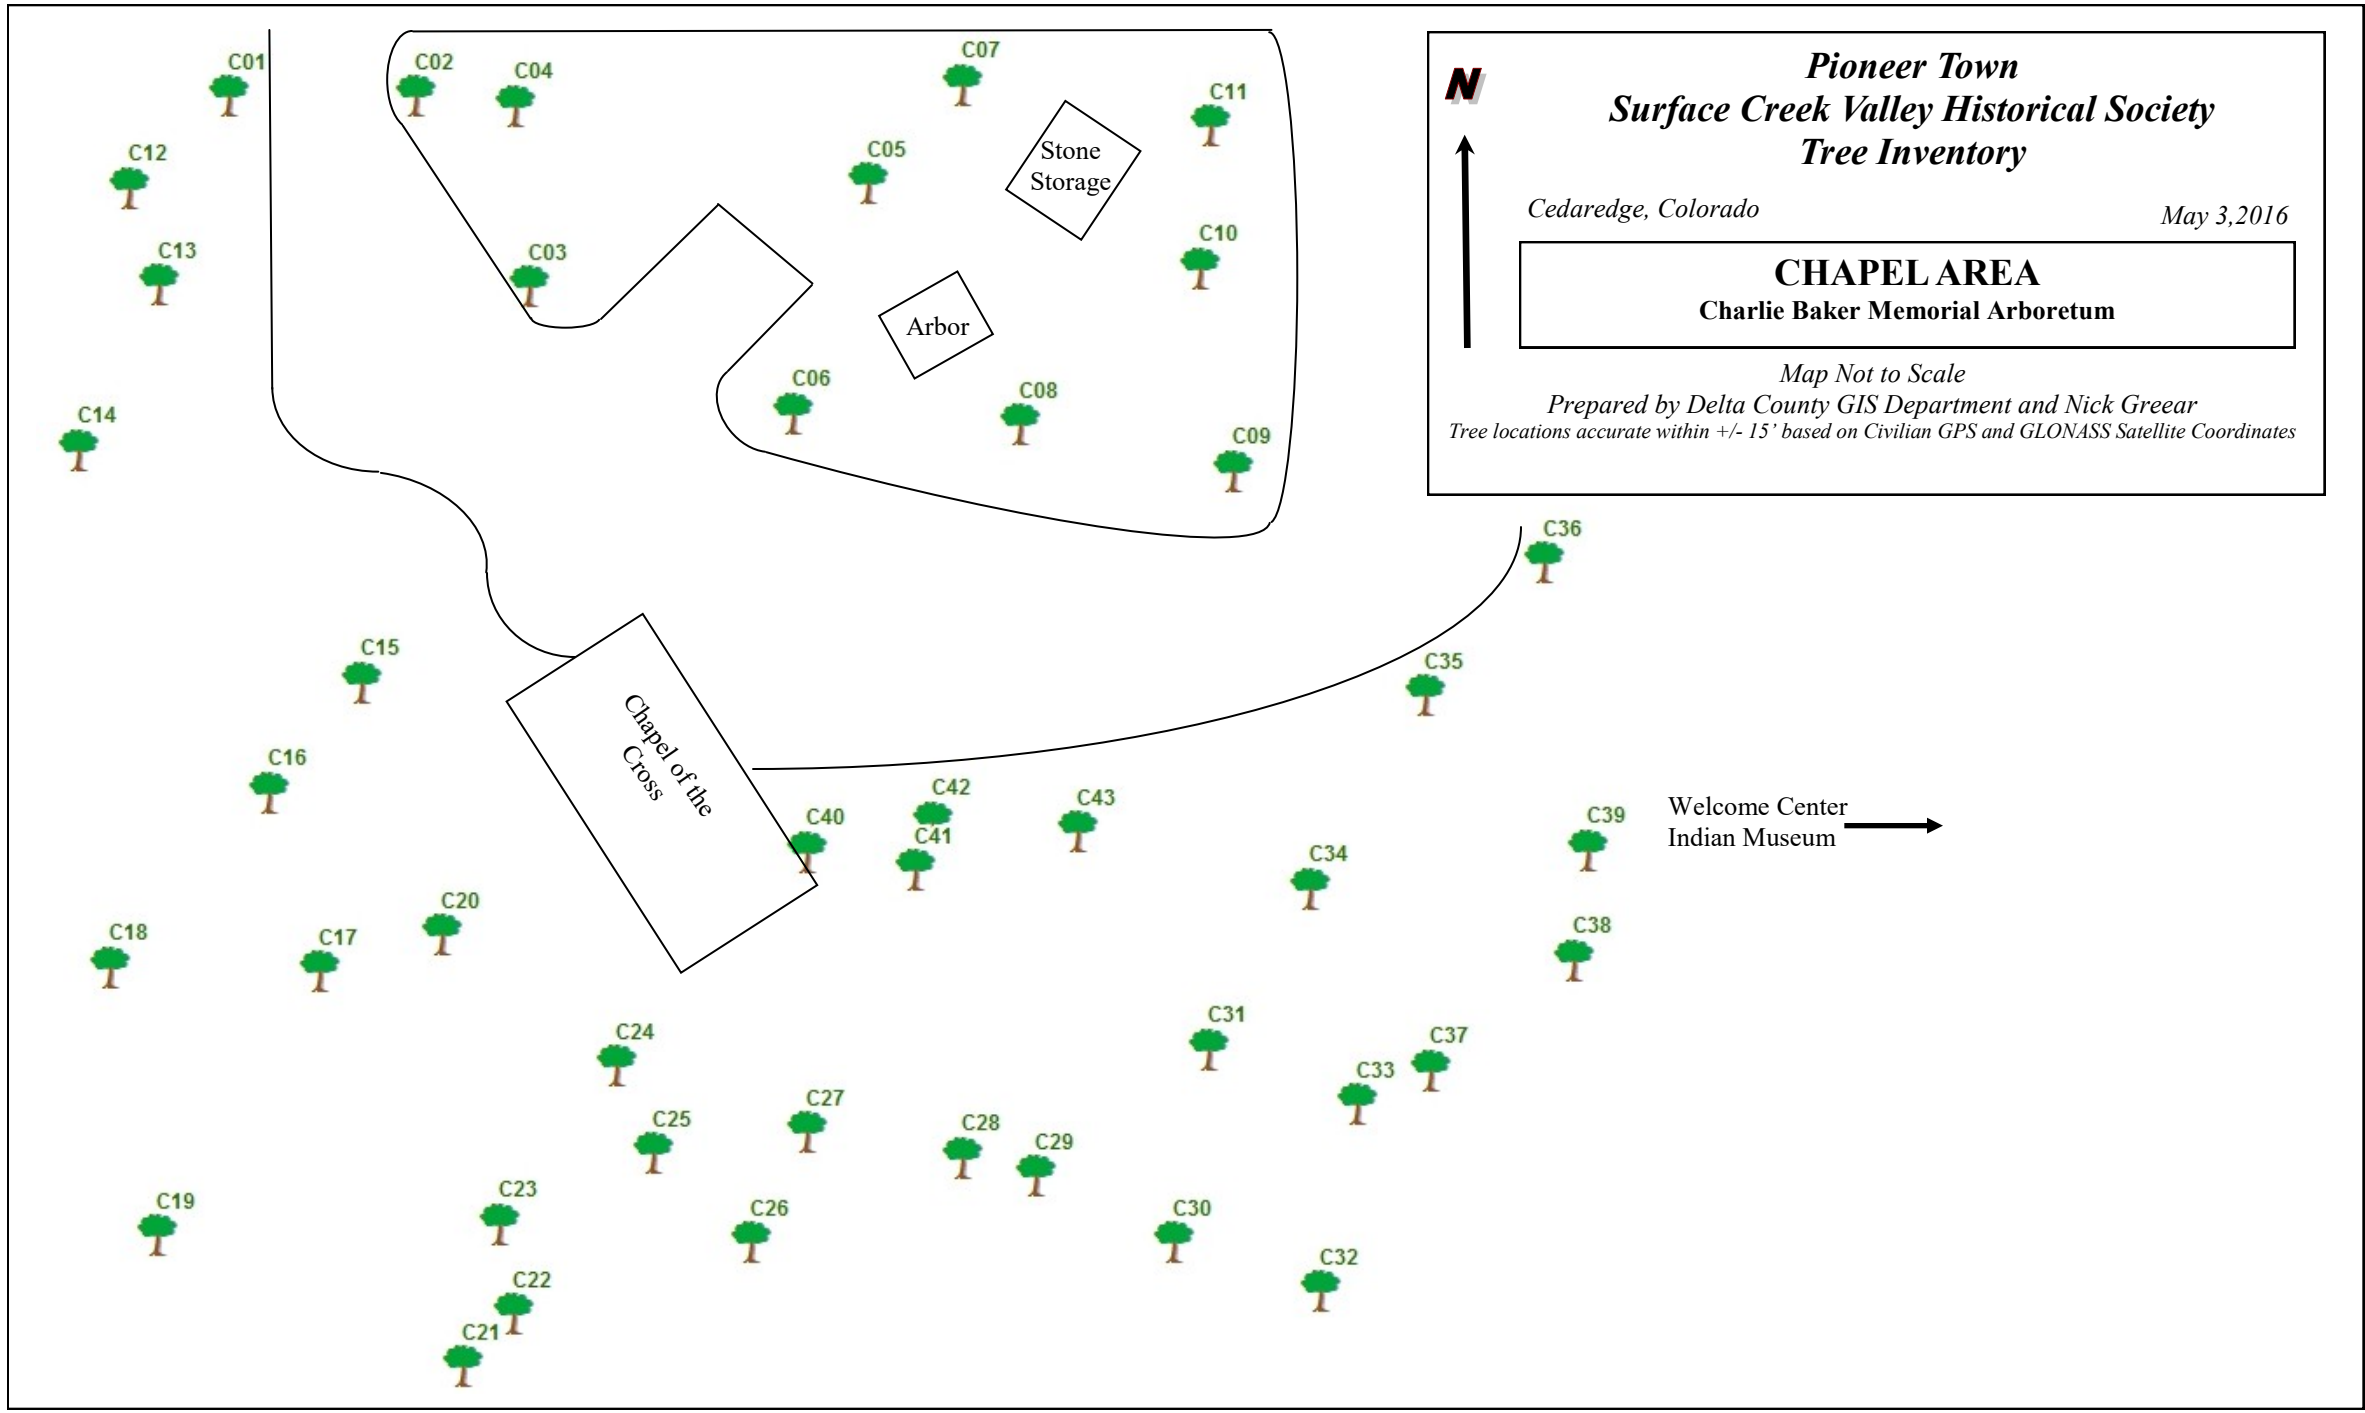 Pioneer Town
Surface Creek Valley Historical Society
Tree Inventory
N
Cedaredge, Colorado
May 3,2016
CHAPEL AREA
Charlie Baker Memorial Arboretum
Map Not to Scale
Prepared by Delta County GIS Department and Nick Greear
Tree locations accurate within +/- 15’ based on Civilian GPS and GLONASS Satellite Coordinates
C01
C02
C04
C07
C11
C12
C05
Stone
Storage
C13
C03
C10
Arbor
C06
C08
C14
C09
C36
C15
C35
Chapel of the
Cross
C16
C42
C43
C40
C41
C39
Welcome Center
Indian Museum
C34
C20
C18
C17
C38
C24
C31
C37
C33
C25
C27
C28
C29
C19
C23
C26
C30
C32
C22
C21